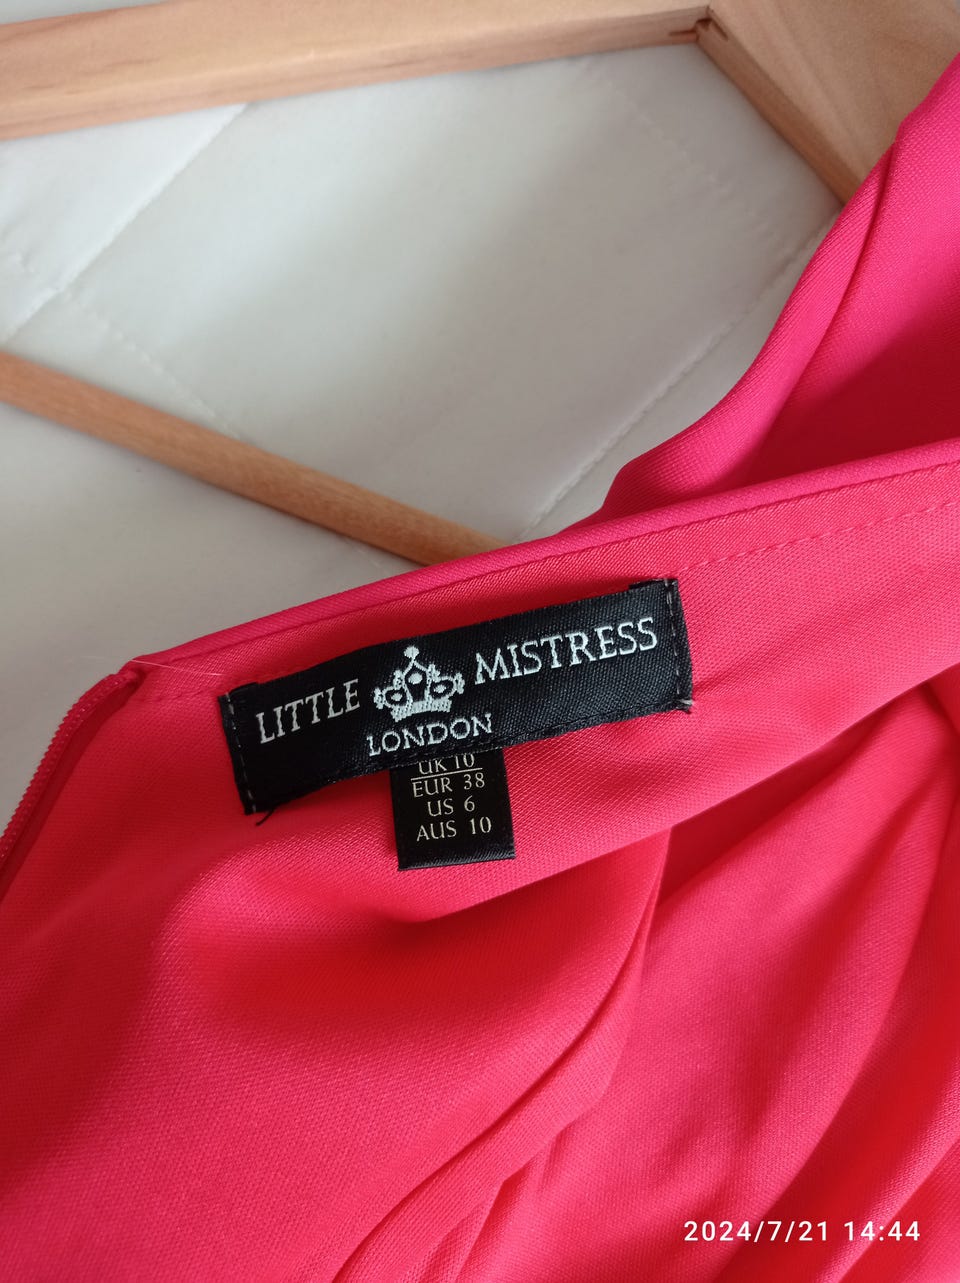 LITTLE MISTRESS
LONDON
UK 10
EUR 38
US 6
AUS 10
2024/7/21 14:44